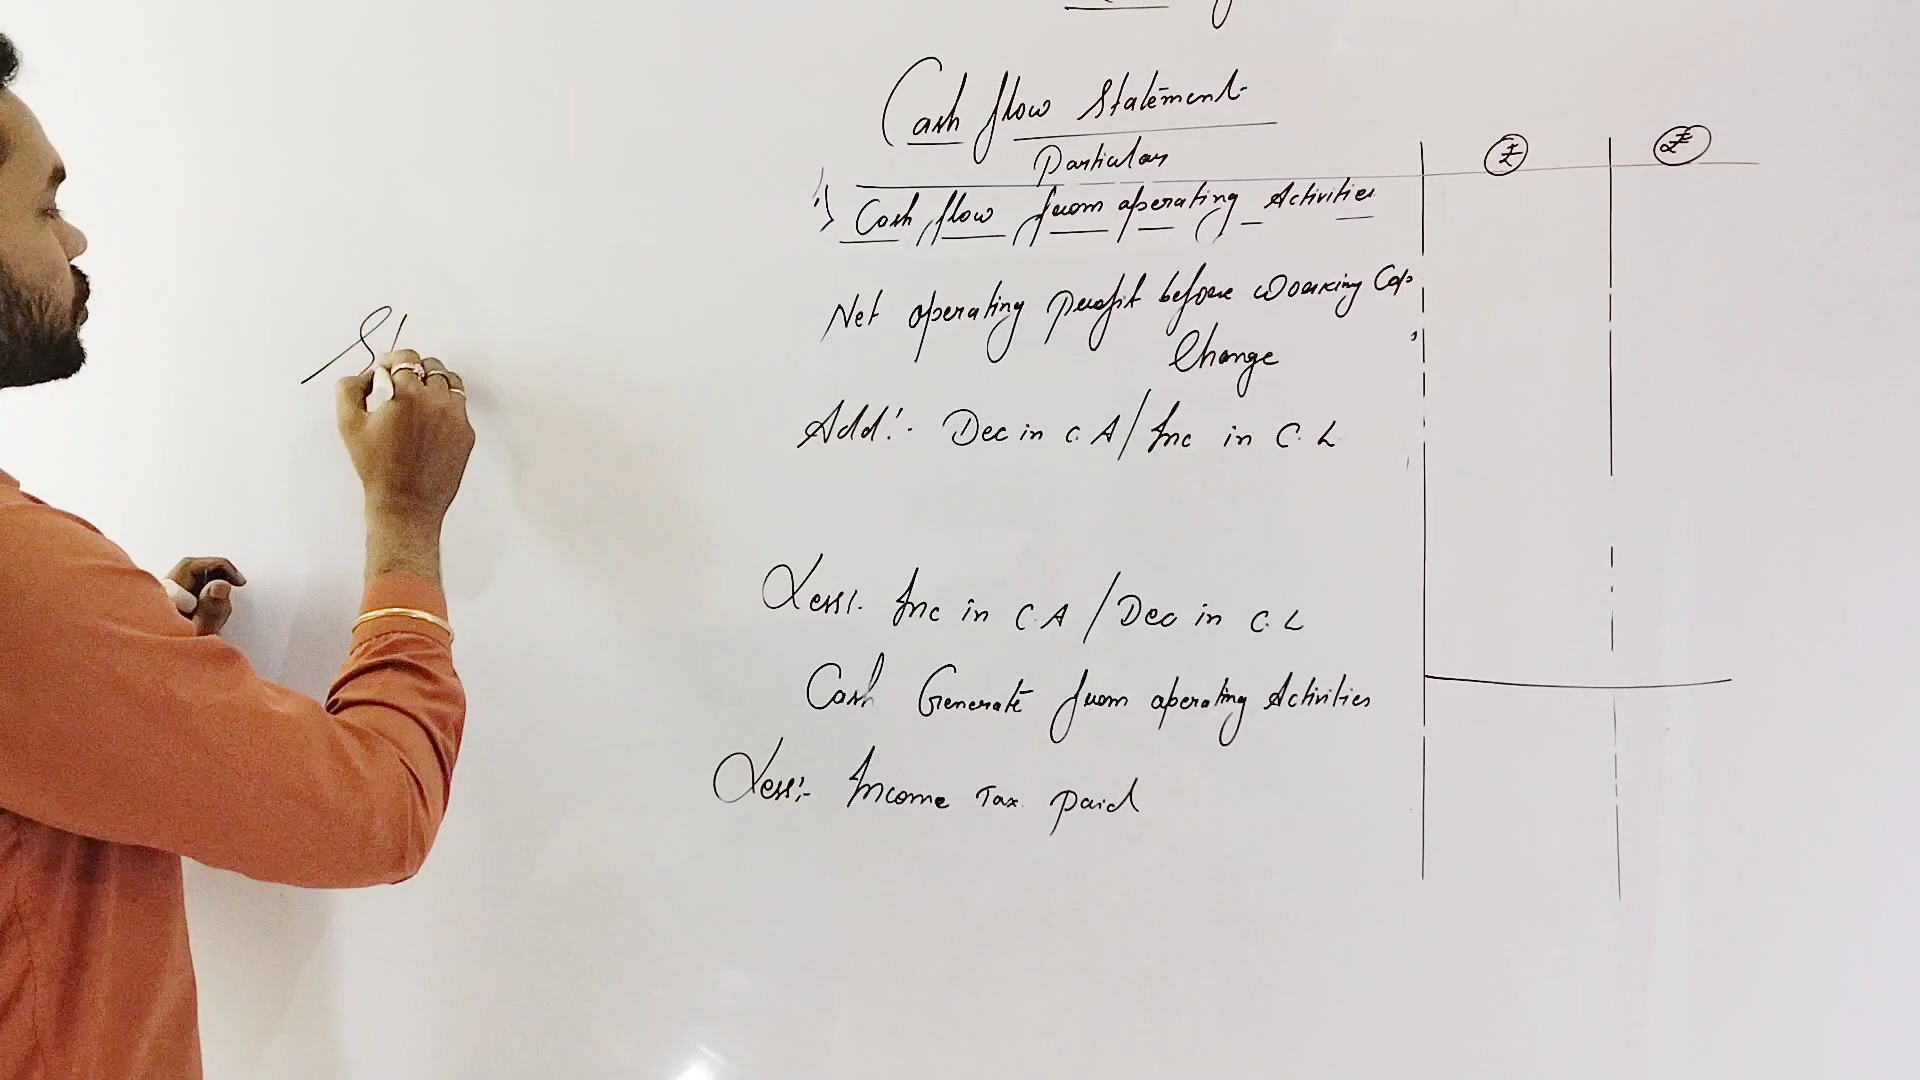 Cash flow Statement
Particulars
₹
₹
1) Cash flow from operating Activities
Net operating profit before working Cap
Change
Add:- Dec in C.A/Inc in C.L
Less:- Inc in C.A/Dec in C.L
Cash Generate from operating Activities
Less:- Income Tax paid